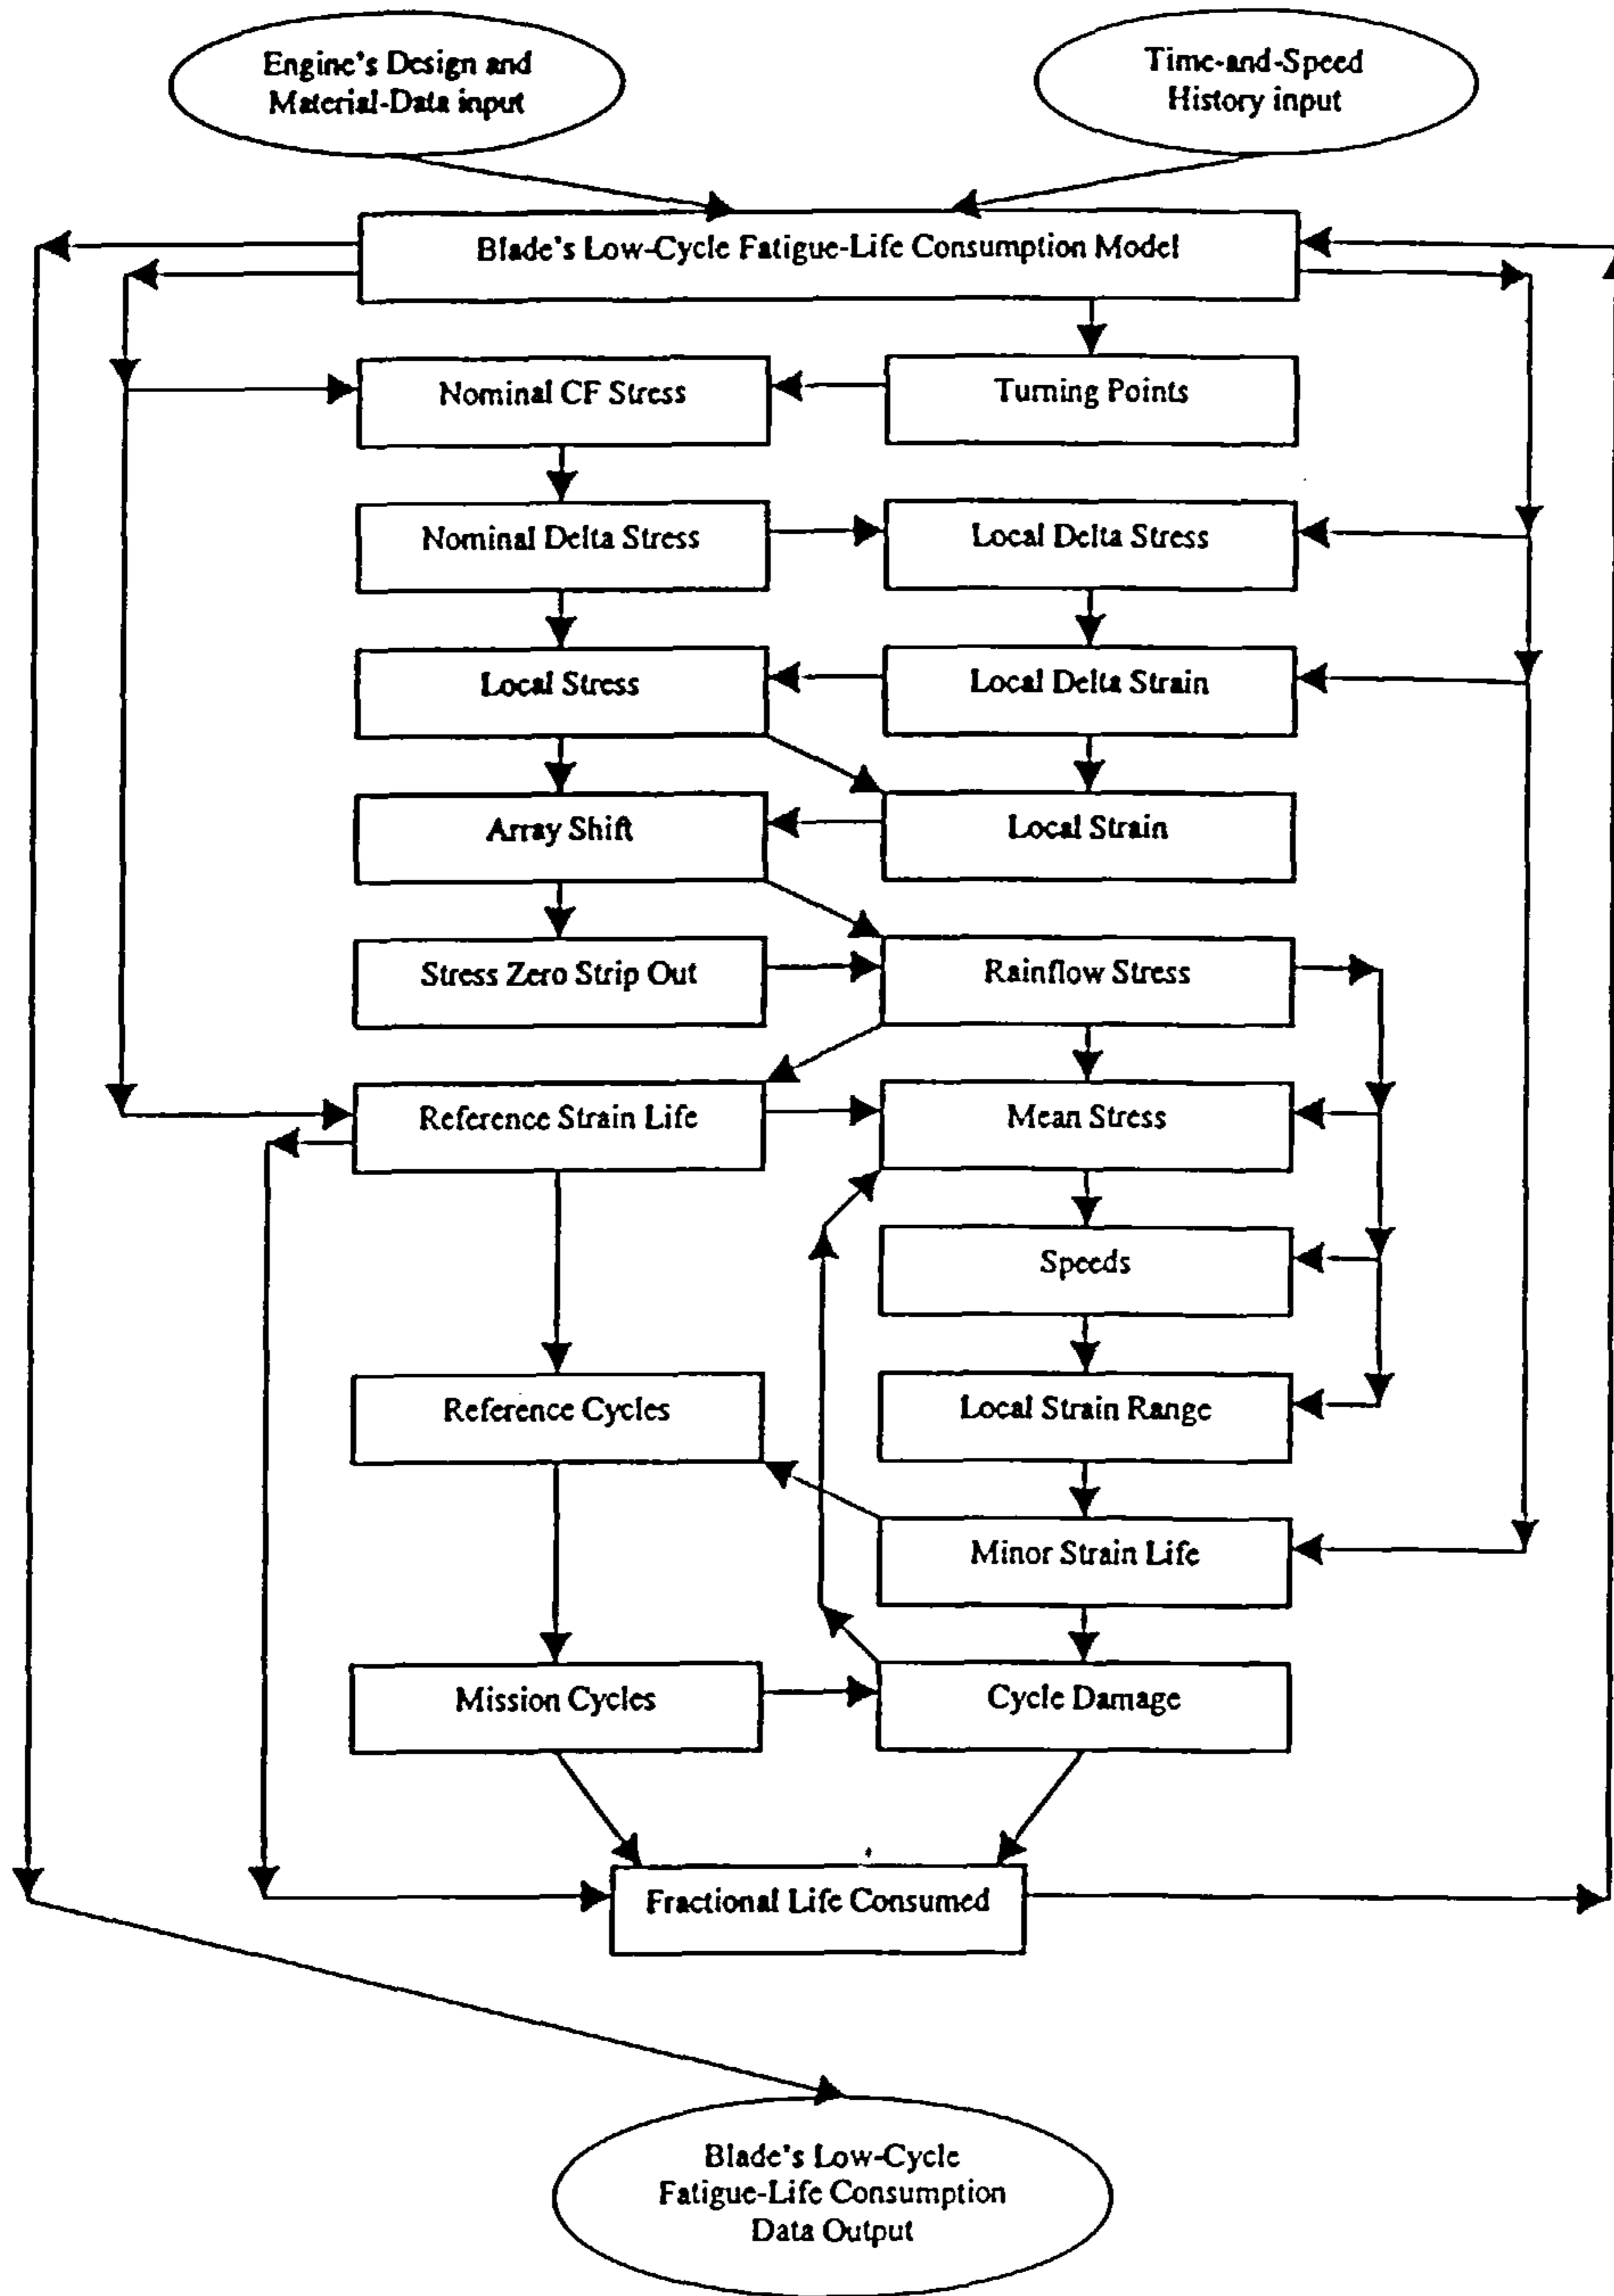 Engine's Design and
Material-Data input
Time-and-Speed
History input
Blade's Low-Cycle Fatigue-Life Consumption Model
Nominal CF Stress
Turning Points
Nominal Delta Stress
Local Delta Stress
Local Stress
Local Delta Strain
Array Shift
Local Strain
Stress Zero Strip Out
Rainflow Stress
Reference Strain Life
Mean Stress
Speeds
Reference Cycles
Local Strain Range
Minor Strain Life
Mission Cycles
Cycle Damage
Fractional Life Consumed
Blade's Low-Cycle
Fatigue-Life Consumption
Data Output